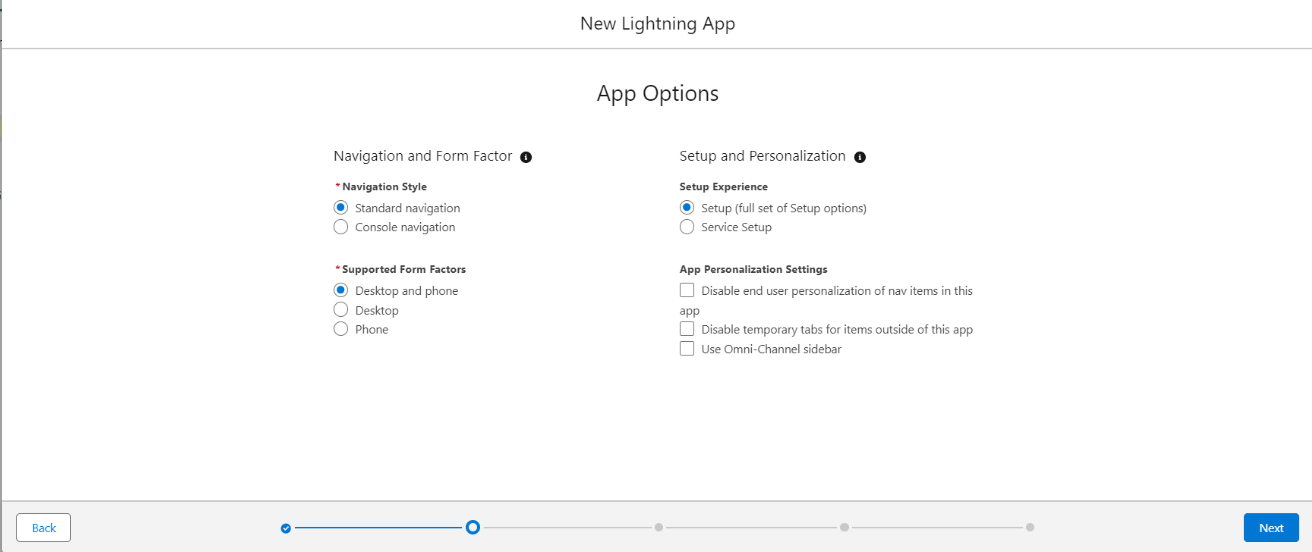 New Lightning App
App Options
Navigation and Form Factor
* Navigation Style
Standard navigation
Console navigation
* Supported Form Factors
Desktop and phone
Desktop
Phone
Setup and Personalization
Setup Experience
Setup (full set of Setup options)
Service Setup
App Personalization Settings
Disable end user personalization of nav items in this
app
Disable temporary tabs for items outside of this app
Use Omni-Channel sidebar
Back
Next